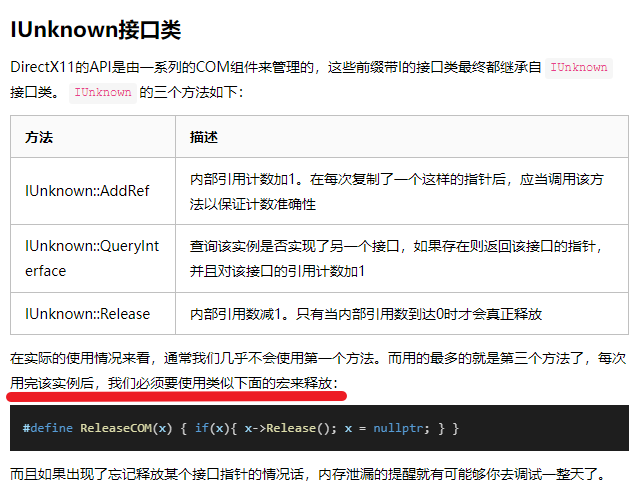 IUnknown接口类
DirectX11的API是由一系列的COM组件来管理的，这些前缀带I的接口类最终都继承自 IUnknown
接口类。 IUnknown 的三个方法如下：
方法 描述
IUnknown::AddRef
内部引用计数加1。在每次复制了一个这样的指针后，应当调用该方
法以保证计数准确性
IUnknown::QueryInt
erface
查询该实例是否实现了另一个接口，如果存在则返回该接口的指针，
并且对该接口的引用计数加1
IUnknown::Release 内部引用数减1。只有当内部引用数到达0时才会真正释放
在实际的使用情况来看，通常我们几乎不会使用第一个方法。而用的最多的就是第三个方法了，每次
用完该实例后，我们必须要使用类似下面的宏来释放：
#define ReleaseCOM(x) { if(x){ x->Release(); x = nullptr; } }
而且如果出现了忘记释放某个接口指针的情况话，内存泄漏的提醒就有可能够你去调试一整天了。